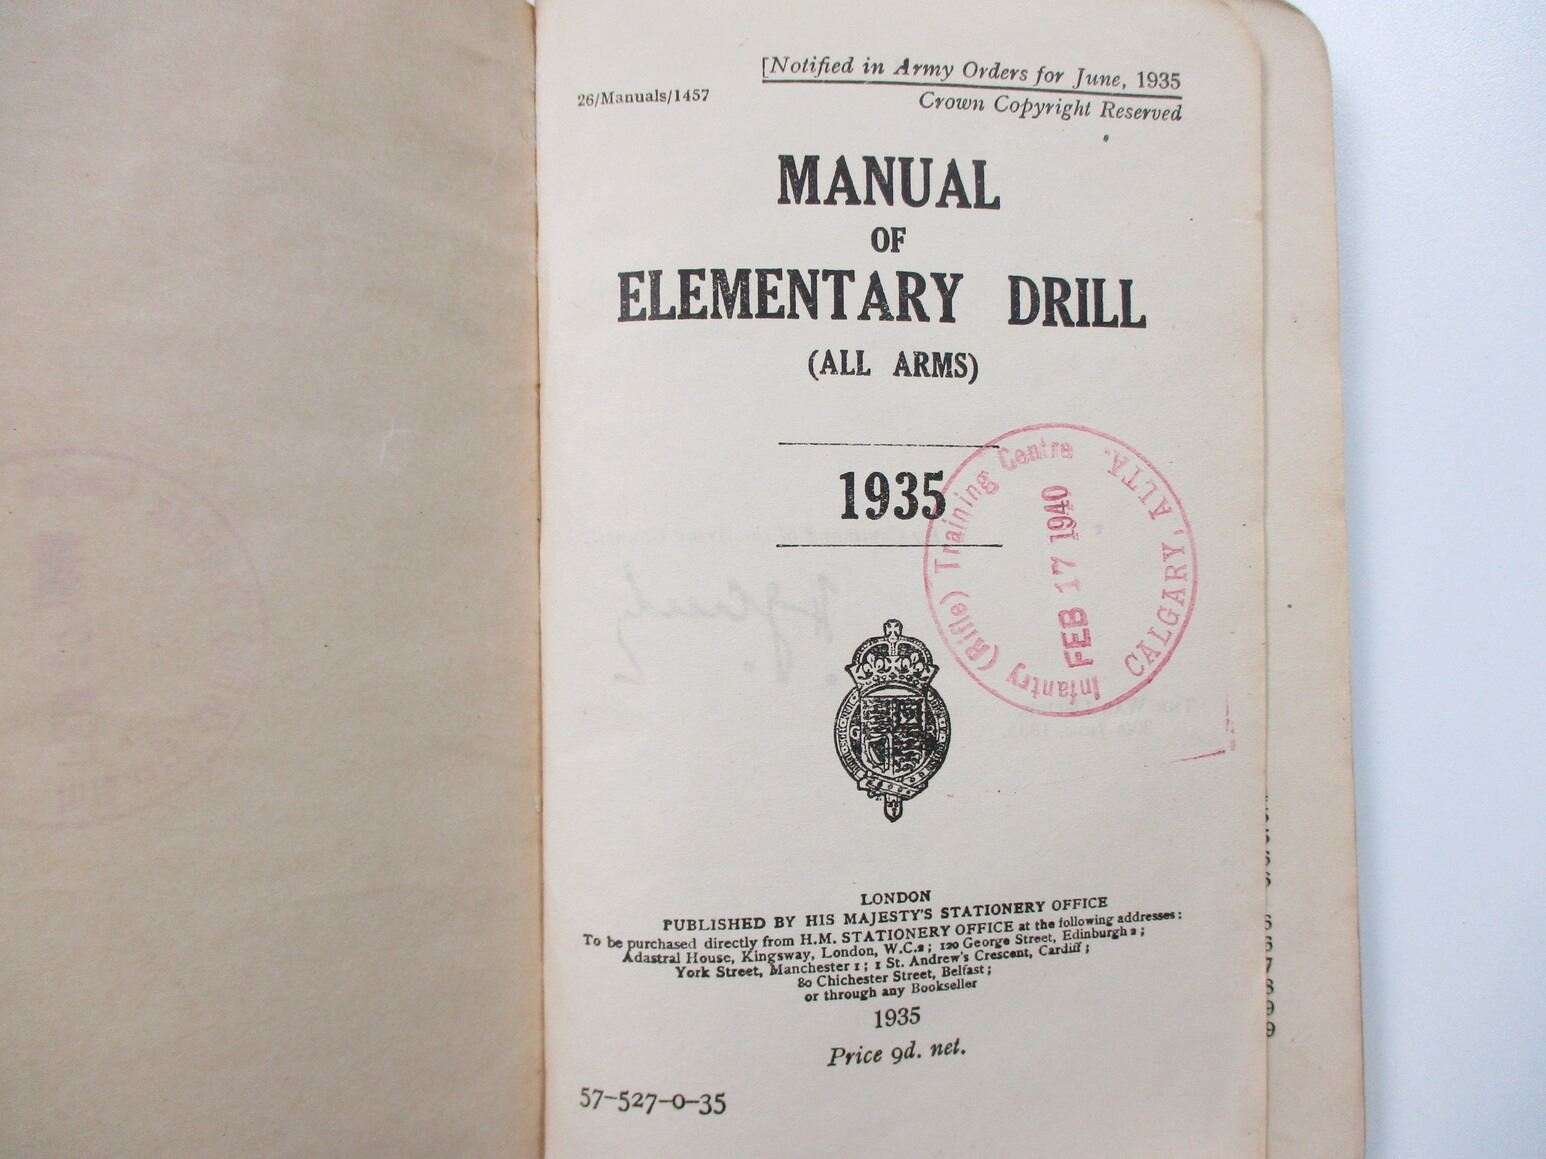 [Notified in Army Orders for June, 1935
26/Manuals/1457
Crown Copyright Reserved
MANUAL
OF
ELEMENTARY DRILL
(ALL ARMS)
1935
Infantry (Rifle) Training Centre
FEB 17 1940
CALGARY, ALTA.
LONDON
PUBLISHED BY HIS MAJESTY'S STATIONERY OFFICE
To be purchased directly from H.M. STATIONERY OFFICE at the following addresses:
Adastral House, Kingsway, London, W.C.2; 120 George Street, Edinburgh 2;
York Street, Manchester 1; 1 St. Andrew's Crescent, Cardiff;
80 Chichester Street, Belfast;
or through any Bookseller
1935
Price 9d. net.
57-527-0-35